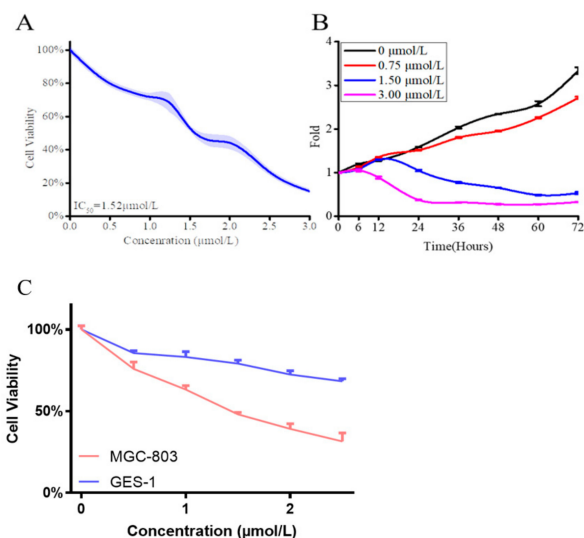 A
100%
80%
60%
40%
20%
0%
Cell Viability
IC50=1.52μmol/L
0.0 0.5 1.0 1.5 2.0 2.5 3.0
Concenration (μmol/L)
B
0 μmol/L
0.75 μmol/L
1.50 μmol/L
3.00 μmol/L
4
3
2
1
0
Fold
0 6 12 24 36 48 60 72
Time(Hours)
C
100%
50%
0%
Cell Viability
MGC-803
GES-1
0 1 2
Concentration (μmol/L)